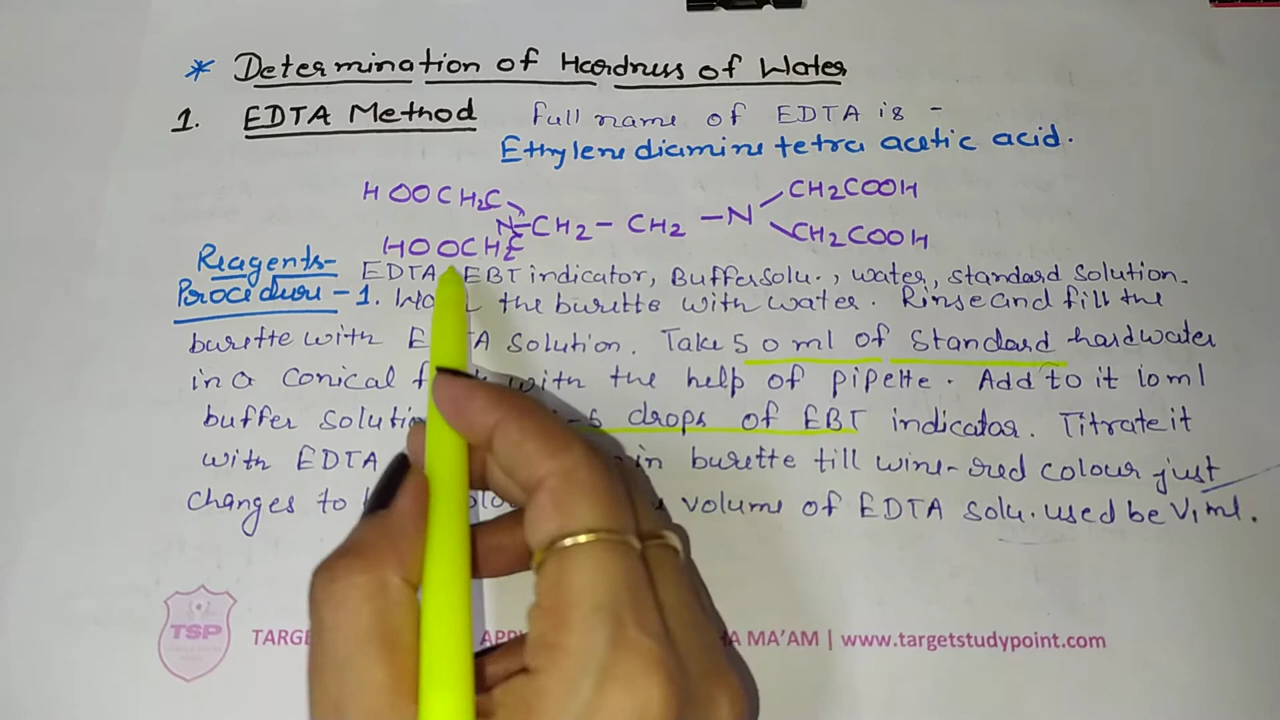 * Determination of Hardness of Water
1. EDTA Method Full name of EDTA is -
Ethylene diamine tetra acetic acid.
HOOCH2C CH2COOH
N-CH2-CH2-N
HOOCH2C CH2COOH
Reagents- EDTA EBT indicator, Buffer solu., water, standard solution.
Procedure - 1. the burette with water. Rinse and fill the
burette with solution. Take 50 ml of Standard hardwater
in a conical with the help of pipette. Add to it 10ml
buffer drops of EBT indicator. Titrate it
with EDTA in burette till wine-red colour just
changes to volume of EDTA solu. used be V1 ml.
TSP
MA'AM | www.targetstudypoint.com